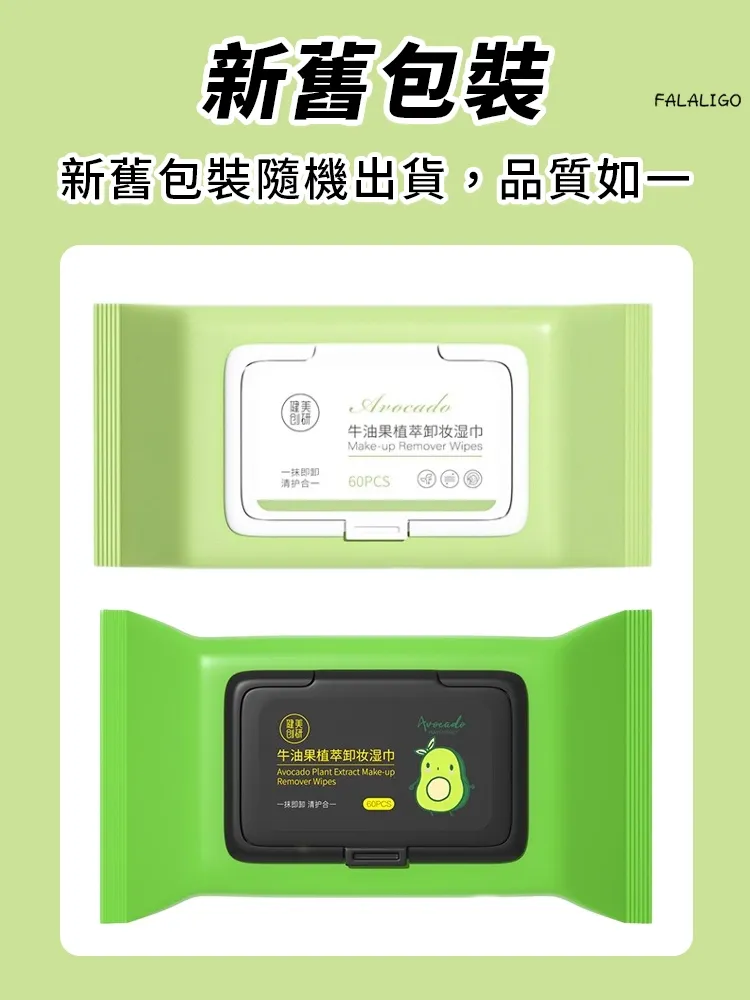 新舊包裝
FALALIGO
新舊包裝隨機出貨，品質如一
健美
创研
Avocado
牛油果植萃卸妆湿巾
Make-up Remover Wipes
一抹即卸
清护合一
60PCS
健美
创研
Avocado
牛油果植萃卸妆湿巾
Avocado Plant Extract Make-up
Remover Wipes
一抹即卸 清护合一
60PCS